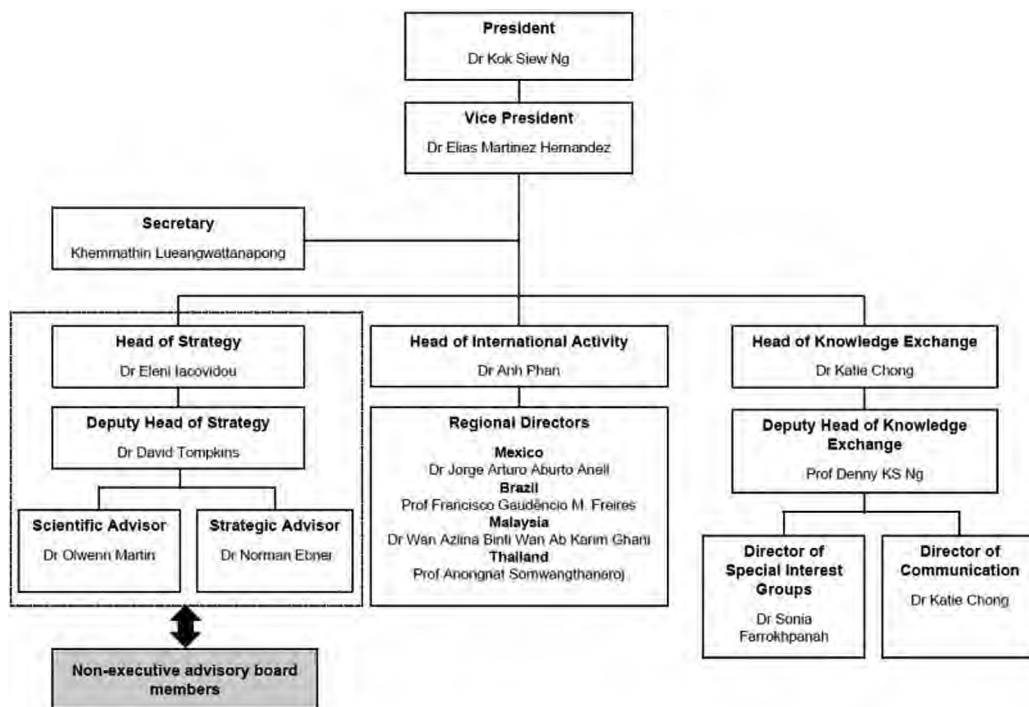 President
Dr Kok Siew Ng
Vice President
Dr Elias Martinez Hernandez
Secretary
Khemmathin Lueangwattanapong
Head of Strategy
Dr Eleni Iacovidou
Deputy Head of Strategy
Dr David Tompkins
Scientific Advisor
Dr Olwenn Martin
Strategic Advisor
Dr Norman Ebner
Non-executive advisory board
members
Head of International Activity
Dr Anh Phan
Regional Directors
Mexico
Dr Jorge Arturo Aburto Anell
Brazil
Prof Francisco Gaudêncio M. Freires
Malaysia
Dr Wan Azlina Binti Wan Ab Karim Ghani
Thailand
Prof Anongnat Somwangthanaroj
Head of Knowledge Exchange
Dr Katie Chong
Deputy Head of Knowledge
Exchange
Prof Denny KS Ng
Director of
Special Interest
Groups
Dr Sonia
Farrokhpanah
Director of
Communication
Dr Katie Chong